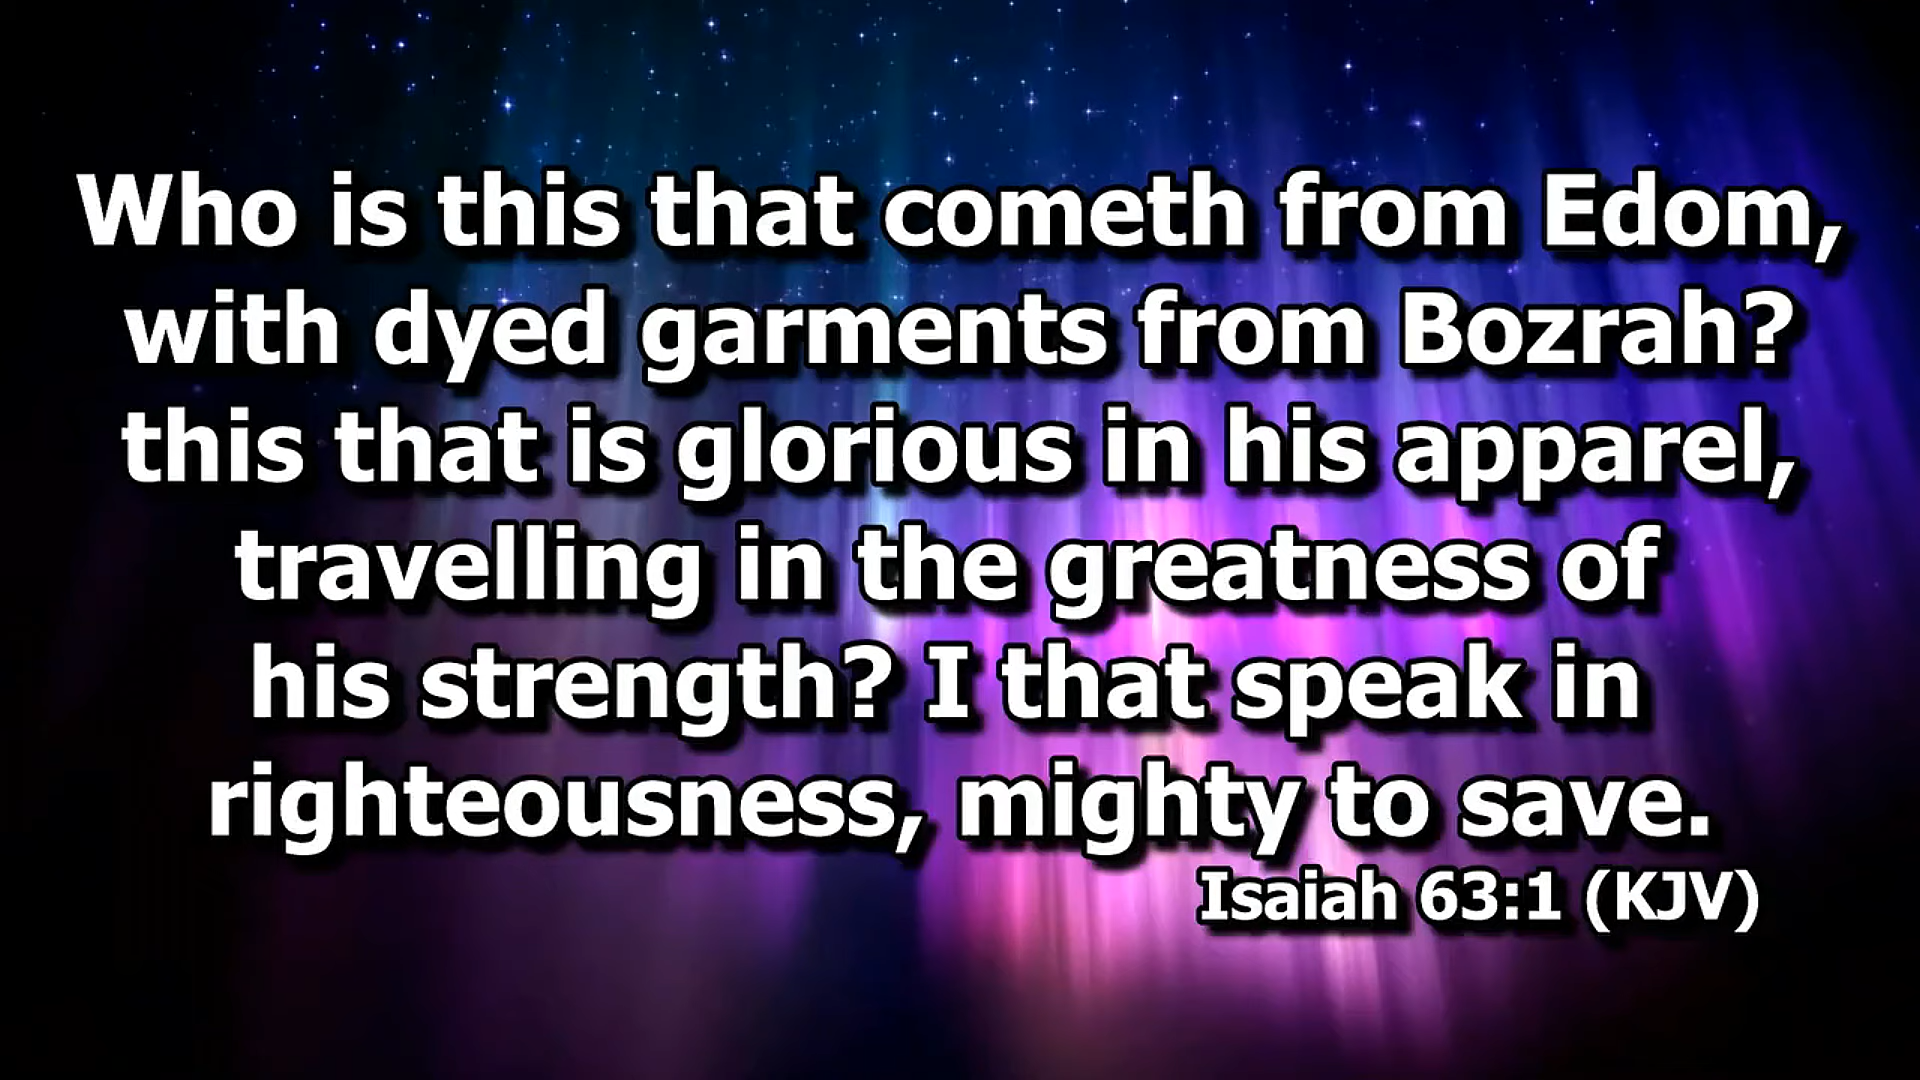 Who is this that cometh from Edom,
with dyed garments from Bozrah?
this that is glorious in his apparel,
travelling in the greatness of
his strength? I that speak in
righteousness, mighty to save.
Isaiah 63:1 (KJV)